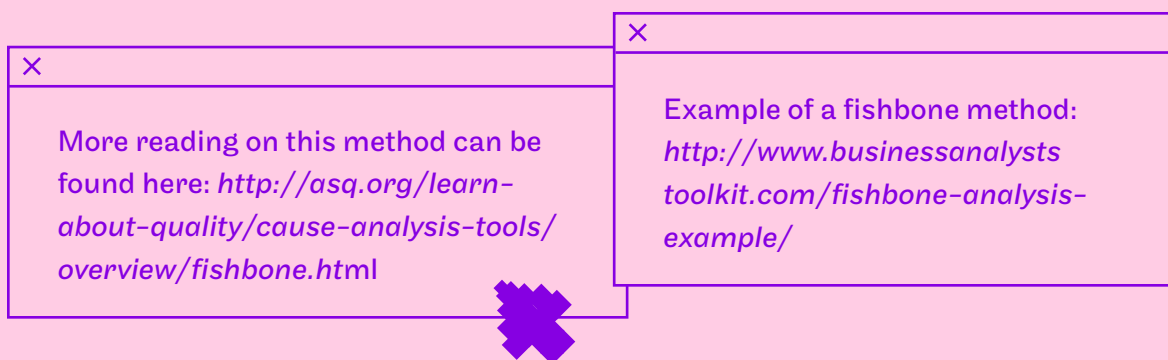 More reading on this method can be
found here: http://asq.org/learn-
about-quality/cause-analysis-tools/
overview/fishbone.html
Example of a fishbone method:
http://www.businessanalysts
toolkit.com/fishbone-analysis-
example/